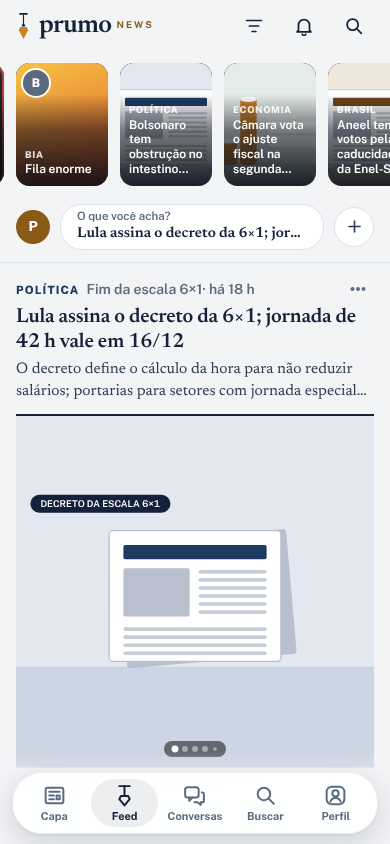 prumo NEWS
B
BIA
Fila enorme
POLÍTICA
Bolsonaro
tem
obstrução no
intestino...
ECONOMIA
Câmara vota
o ajuste
fiscal na
segunda...
BRASIL
Aneel tem
votos pela
da Enel-S
P
O que você acha?
Lula assina o decreto da 6×1; jor...
POLÍTICA Fim da escala 6×1· há 18 h
Lula assina o decreto da 6×1; jornada de
42 h vale em 16/12
O decreto define o cálculo da hora para não reduzir
salários; portarias para setores com jornada especial...
DECRETO DA ESCALA 6×1
Capa
Feed
Conversas
Buscar
Perfil